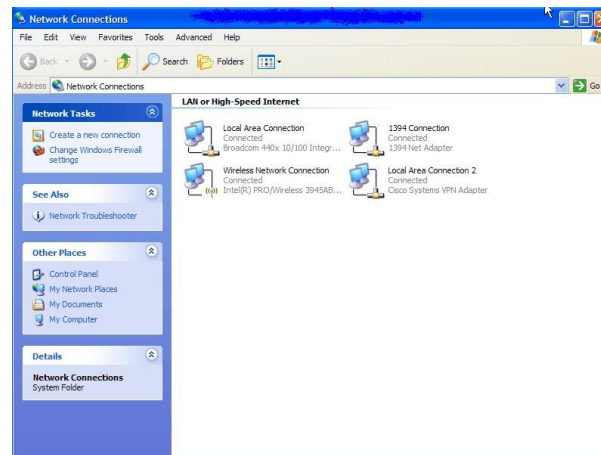 Network Connections
File Edit View Favorites Tools Advanced Help
Back Search Folders
Address Network Connections Go
Network Tasks
Create a new connection
Change Windows Firewall
settings
See Also
Network Troubleshooter
Other Places
Control Panel
My Network Places
My Documents
My Computer
Details
Network Connections
System Folder
LAN or High-Speed Internet
Local Area Connection
Connected
Broadcom 440x 10/100 Integr...
1394 Connection
Connected
1394 Net Adapter
Wireless Network Connection
Connected
Intel(R) PRO/Wireless 3945AB...
Local Area Connection 2
Connected
Cisco Systems VPN Adapter